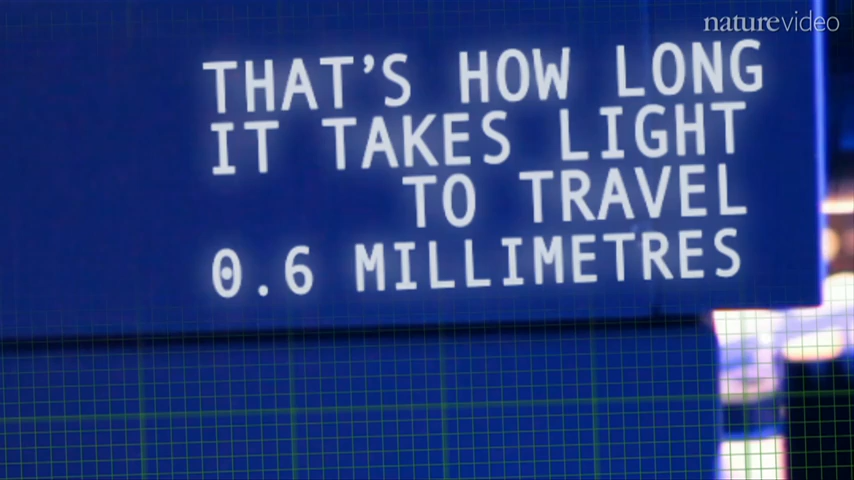 naturevideo
THAT'S HOW LONG
IT TAKES LIGHT
TO TRAVEL
0.6 MILLIMETRES